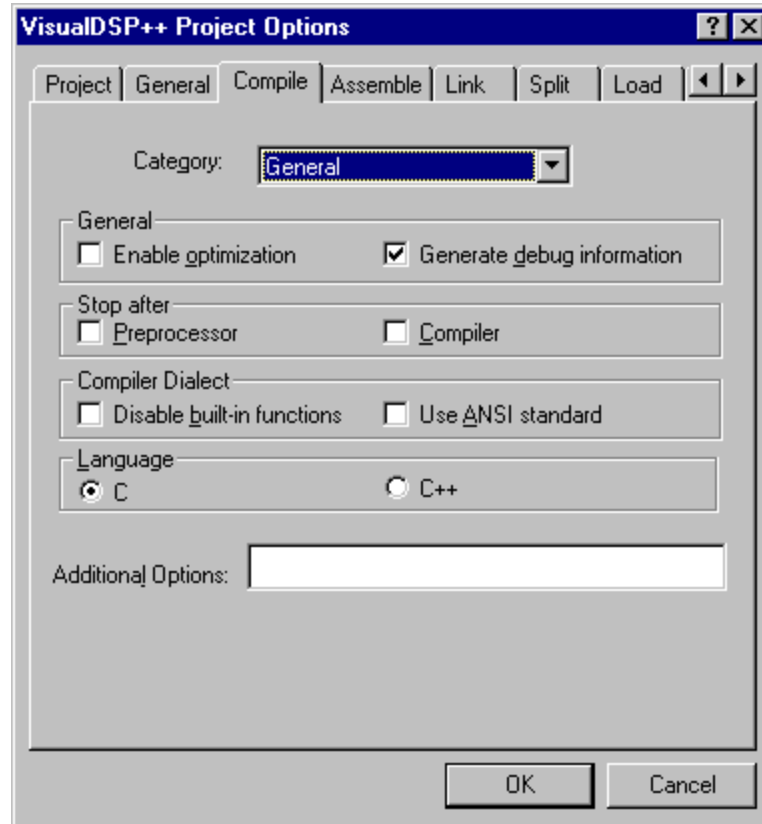 VisualDSP++ Project Options
Project General Compile Assemble Link Split Load
Category: General
General
Enable optimization Generate debug information
Stop after
Preprocessor Compiler
Compiler Dialect
Disable built-in functions Use ANSI standard
Language
C C++
Additional Options:
OK Cancel